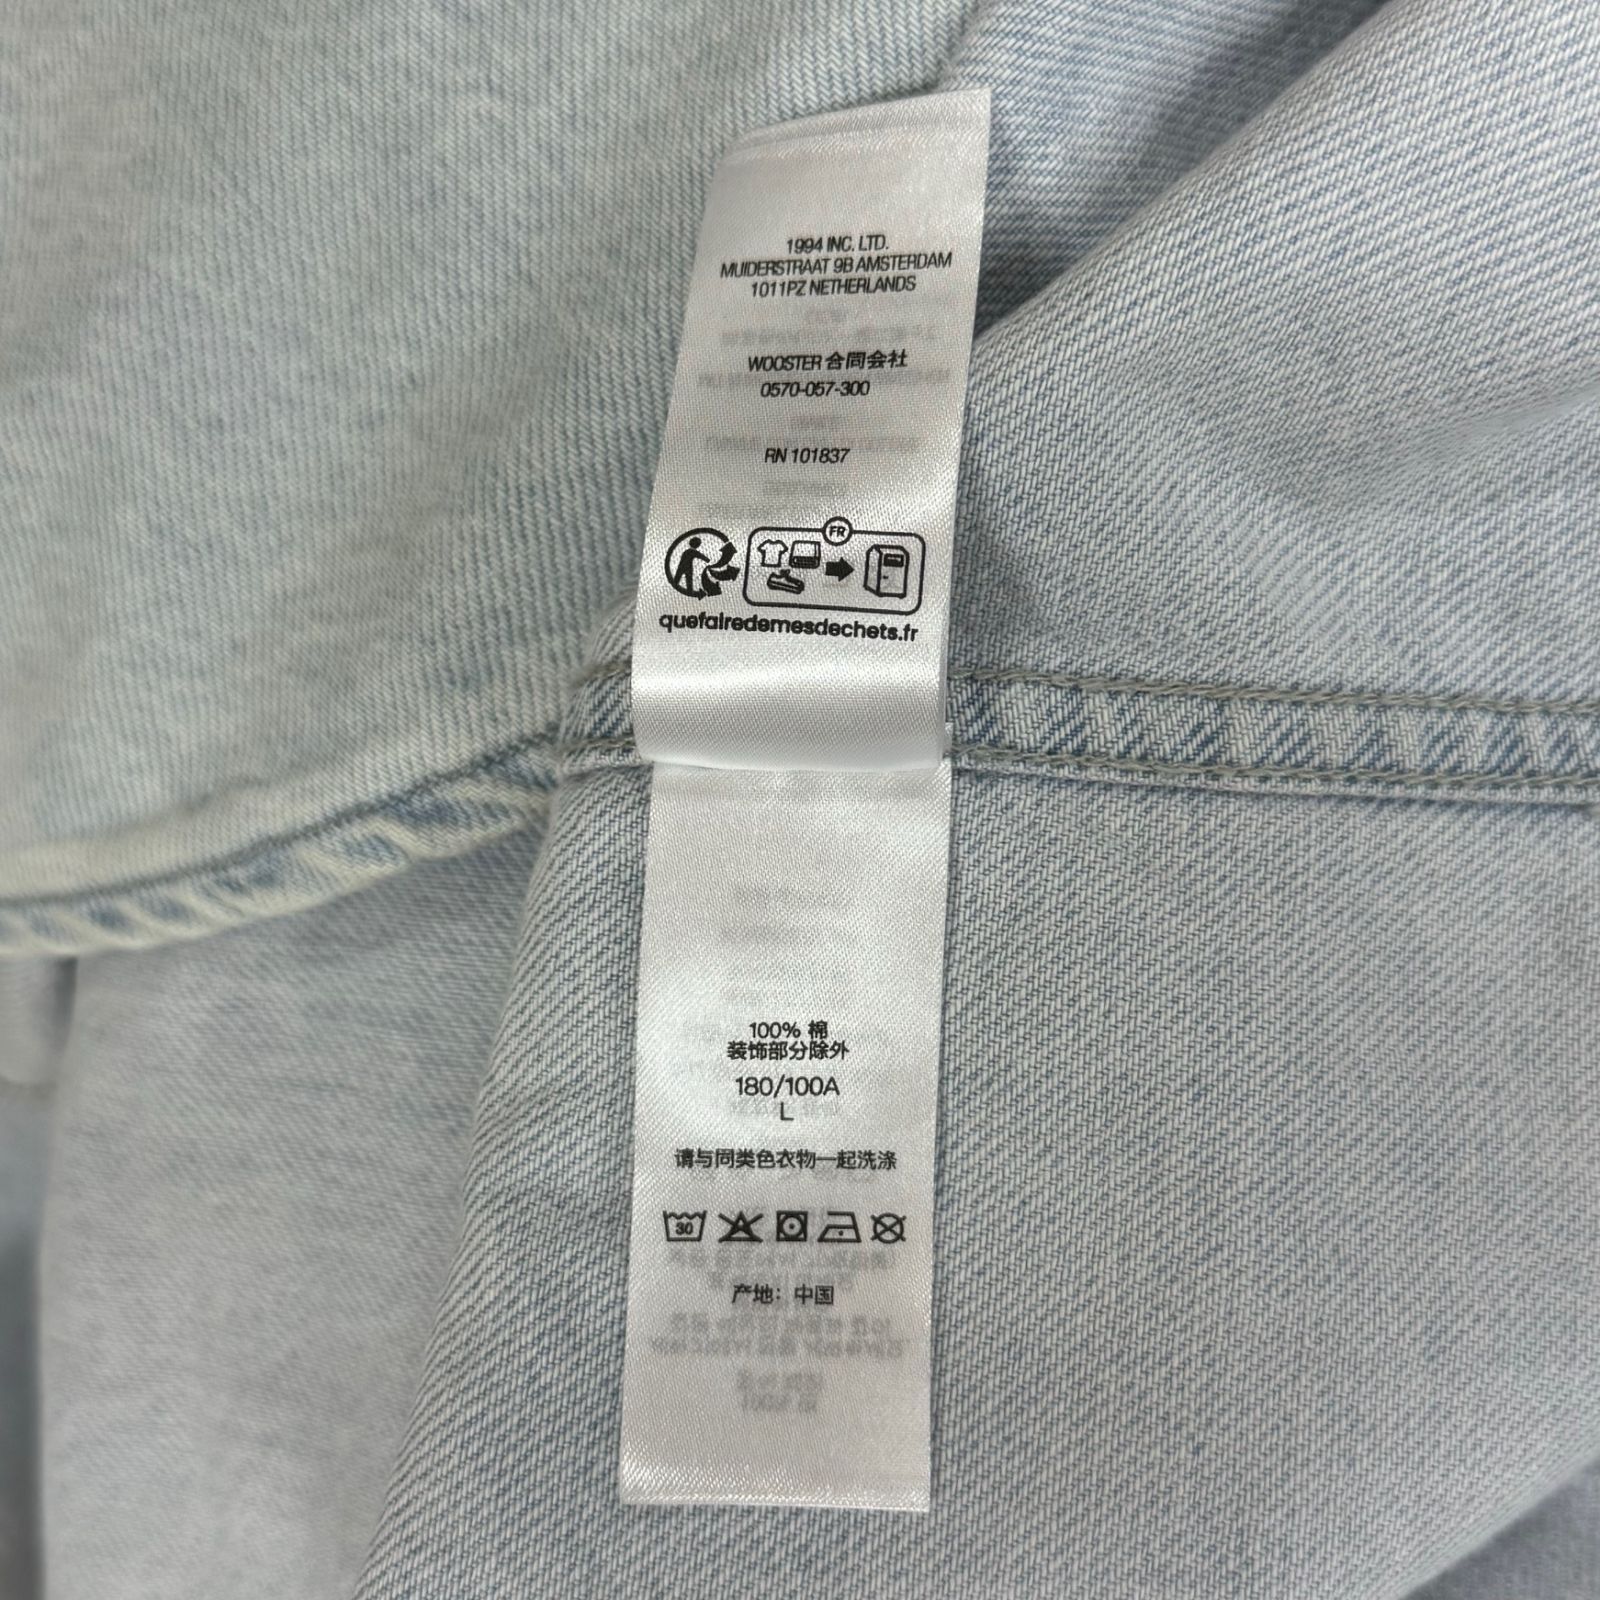 1994 INC. LTD.
MUIDERSTRAAT 9B AMSTERDAM
1011PZ NETHERLANDS
WOOSTER 合同会社
0570-057-300
RN 101837
FR
quefairedemesdechets.fr
100% 棉
装饰部分除外
180/100A
L
请与同类色衣物一起洗涤
30
产地：中国